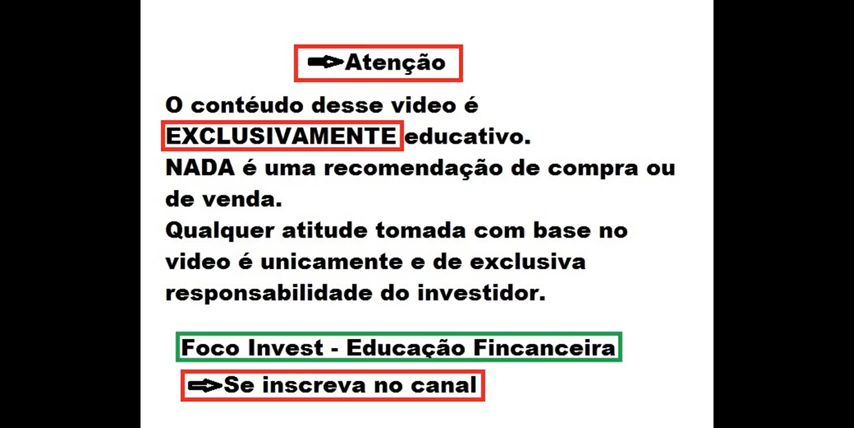 ⇨Atenção
O contéudo desse video é
EXCLUSIVAMENTE educativo.
NADA é uma recomendação de compra ou
de venda.
Qualquer atitude tomada com base no
video é unicamente e de exclusiva
responsabilidade do investidor.
Foco Invest - Educação Fincanceira
⇨Se inscreva no canal